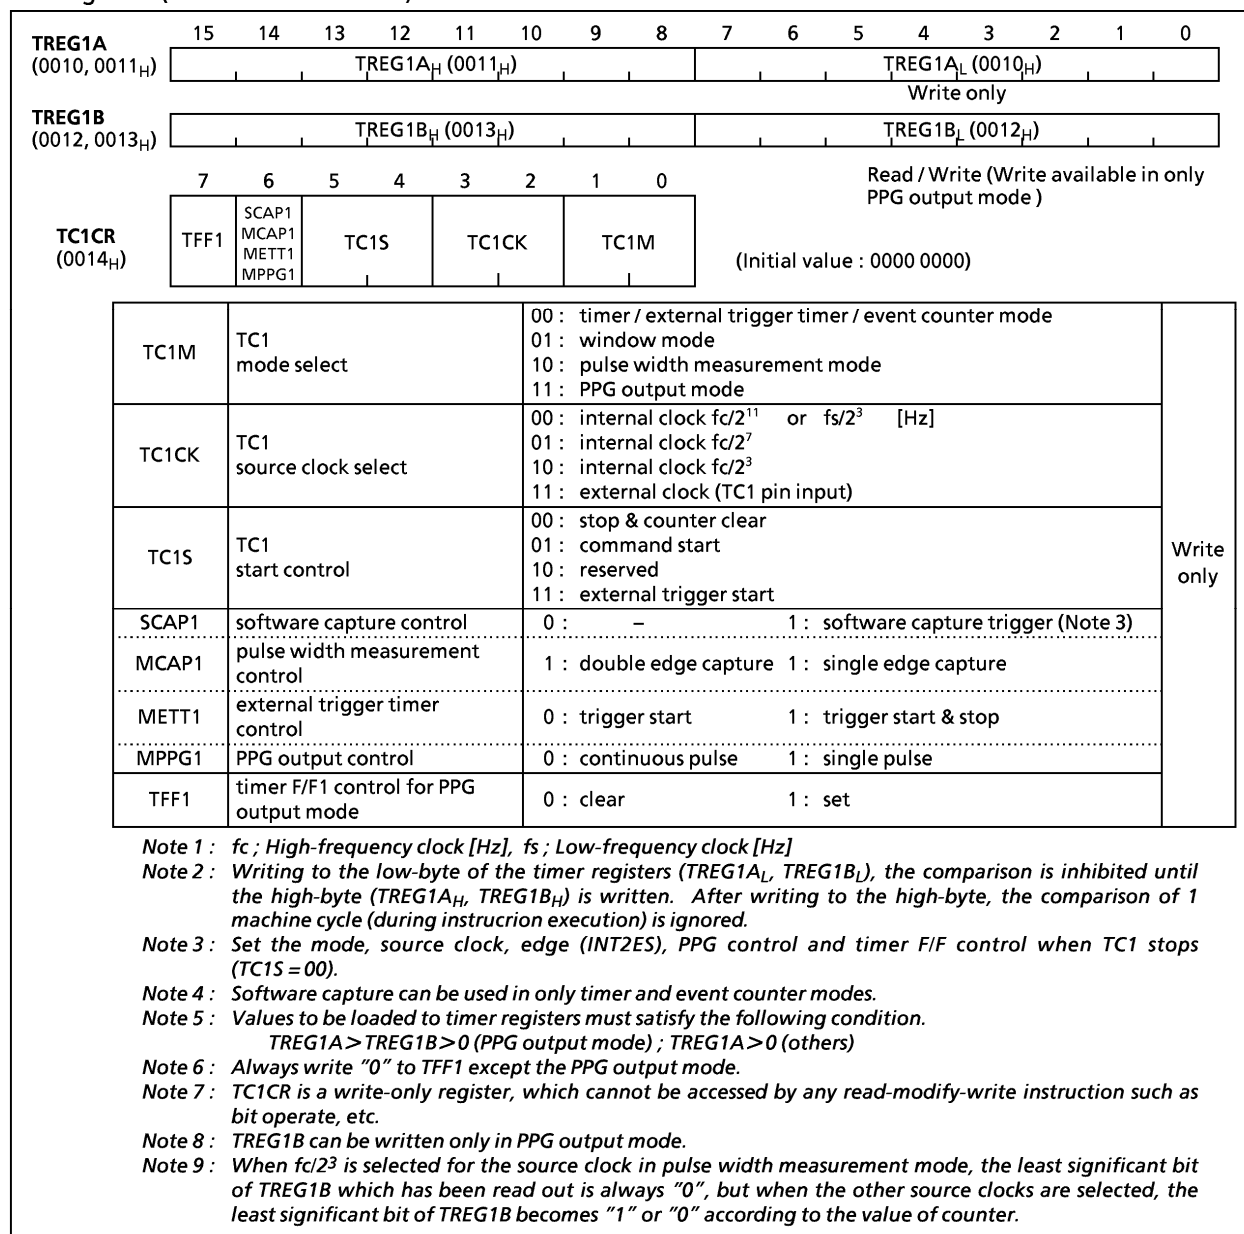 15 14 13 12 11 10 9 8 7 6 5 4 3 2 1 0
TREG1A
(0010, 0011H)
TREG1AH (0011H) TREG1AL (0010H)
Write only
TREG1B
(0012, 0013H)
TREG1BH (0013H) TREG1BL (0012H)
Read / Write (Write available in only
PPG output mode )
7 6 5 4 3 2 1 0
TC1CR
(0014H)
TFF1
SCAP1
MCAP1
METT1
MPPG1
TC1S TC1CK TC1M
(Initial value : 0000 0000)
TC1M
TC1
mode select
00 : timer / external trigger timer / event counter mode
01 : window mode
10 : pulse width measurement mode
11 : PPG output mode
TC1CK
TC1
source clock select
00 : internal clock fc/2¹¹ or fs/2³ [Hz]
01 : internal clock fc/2⁷
10 : internal clock fc/2³
11 : external clock (TC1 pin input)
TC1S
TC1
start control
00 : stop & counter clear
01 : command start
10 : reserved
11 : external trigger start
Write
only
SCAP1 software capture control 0 : – 1 : software capture trigger (Note 3)
MCAP1
pulse width measurement
control
1 : double edge capture 1 : single edge capture
METT1
external trigger timer
control
0 : trigger start 1 : trigger start & stop
MPPG1 PPG output control 0 : continuous pulse 1 : single pulse
TFF1
timer F/F1 control for PPG
output mode
0 : clear 1 : set
Note 1 : fc ; High-frequency clock [Hz], fs ; Low-frequency clock [Hz]
Note 2 : Writing to the low-byte of the timer registers (TREG1AL, TREG1BL), the comparison is inhibited until
the high-byte (TREG1AH, TREG1BH) is written. After writing to the high-byte, the comparison of 1
machine cycle (during instrucrion execution) is ignored.
Note 3 : Set the mode, source clock, edge (INT2ES), PPG control and timer F/F control when TC1 stops
(TC1S = 00).
Note 4 : Software capture can be used in only timer and event counter modes.
Note 5 : Values to be loaded to timer registers must satisfy the following condition.
TREG1A > TREG1B > 0 (PPG output mode) ; TREG1A > 0 (others)
Note 6 : Always write "0" to TFF1 except the PPG output mode.
Note 7 : TC1CR is a write-only register, which cannot be accessed by any read-modify-write instruction such as
bit operate, etc.
Note 8 : TREG1B can be written only in PPG output mode.
Note 9 : When fc/2³ is selected for the source clock in pulse width measurement mode, the least significant bit
of TREG1B which has been read out is always "0", but when the other source clocks are selected, the
least significant bit of TREG1B becomes "1" or "0" according to the value of counter.